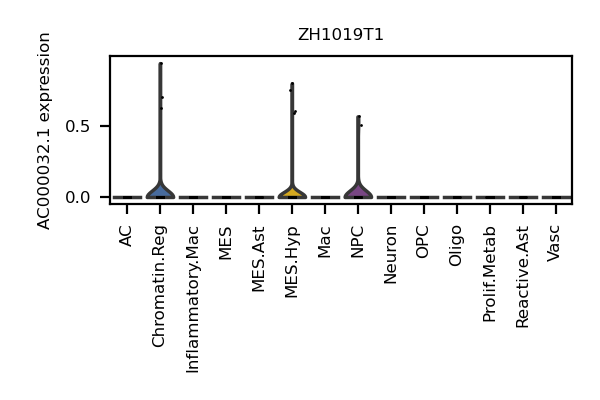 ZH1019T1
AC000032.1 expression
0.5
0.0
AC
Chromatin.Reg
Inflammatory.Mac
MES
MES.Ast
MES.Hyp
Mac
NPC
Neuron
OPC
Oligo
Prolif.Metab
Reactive.Ast
Vasc